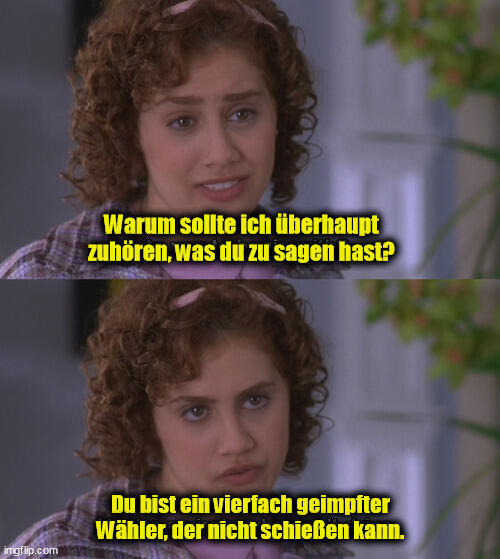 Warum sollte ich überhaupt
zuhören, was du zu sagen hast?
Du bist ein vierfach geimpfter
Wähler, der nicht schießen kann.
imgflip.com